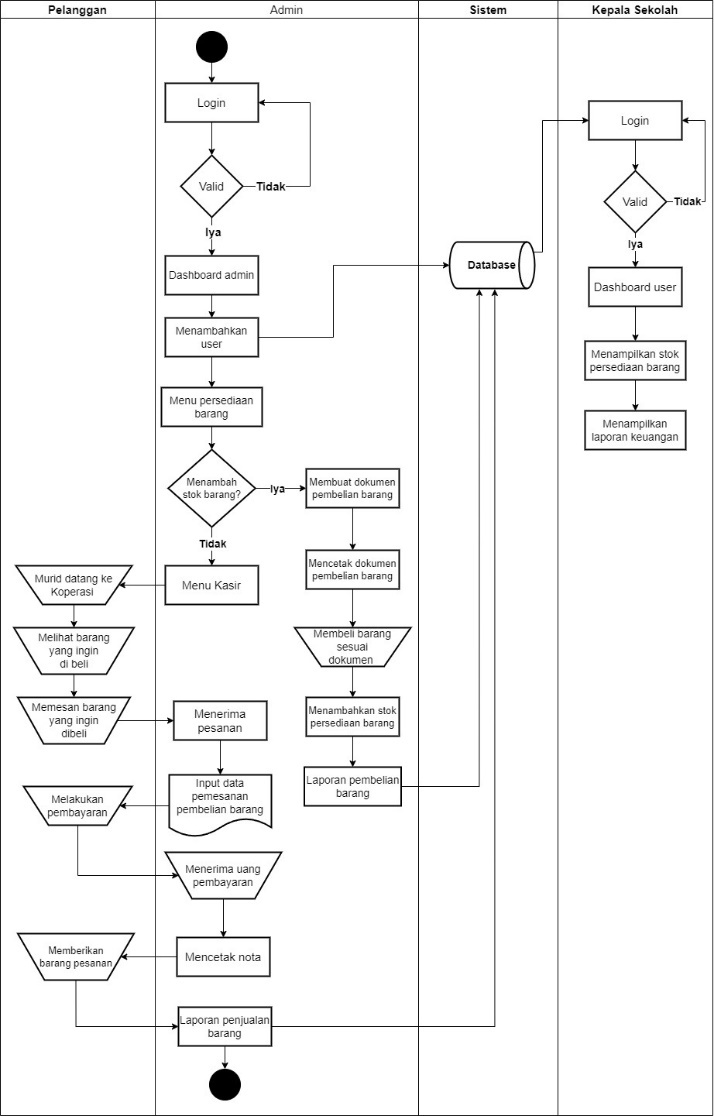 Pelanggan
Admin
Sistem
Kepala Sekolah
Login
Valid
Tidak
Iya
Dashboard admin
Menambahkan
user
Menu persediaan
barang
Menambah
stok barang?
Iya
Tidak
Menu Kasir
Membuat dokumen
pembelian barang
Mencetak dokumen
pembelian barang
Membeli barang
sesuai
dokumen
Menambahkan stok
persediaan barang
Laporan pembelian
barang
Murid datang ke
Koperasi
Melihat barang
yang ingin
di beli
Memesan barang
yang ingin
dibeli
Menerima
pesanan
Input data
pemesanan
pembelian barang
Melakukan
pembayaran
Menerima uang
pembayaran
Mencetak nota
Memberikan
barang pesanan
Laporan penjualan
barang
Database
Login
Valid
Tidak
Iya
Dashboard user
Menampilkan stok
persediaan barang
Menampilkan
laporan keuangan